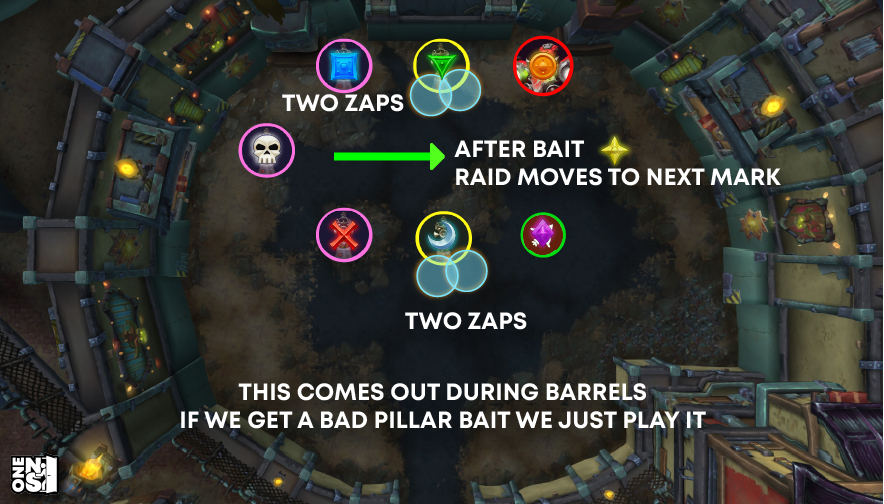 TWO ZAPS
AFTER BAIT
RAID MOVES TO NEXT MARK
TWO ZAPS
THIS COMES OUT DURING BARRELS
IF WE GET A BAD PILLAR BAIT WE JUST PLAY IT
ONE